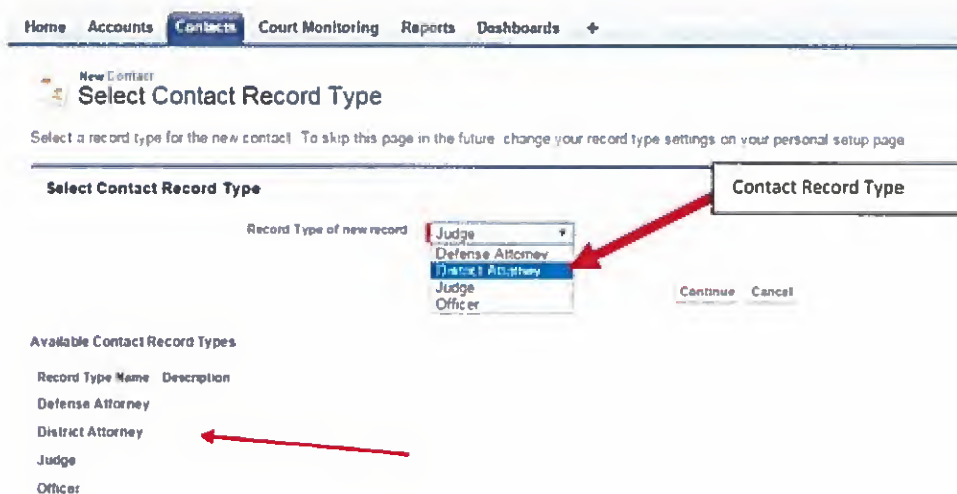 Home Accounts Contacts Court Monitoring Reports Dashboards +
New Contact
Select Contact Record Type
Select a record type for the new contact. To skip this page in the future, change your record type settings on your personal setup page
Select Contact Record Type
Contact Record Type
Record Type of new record
Judge
Defense Attorney
District Attorney
Judge
Officer
Continue Cancel
Available Contact Record Types
Record Type Name Description
Defense Attorney
District Attorney
Judge
Officer